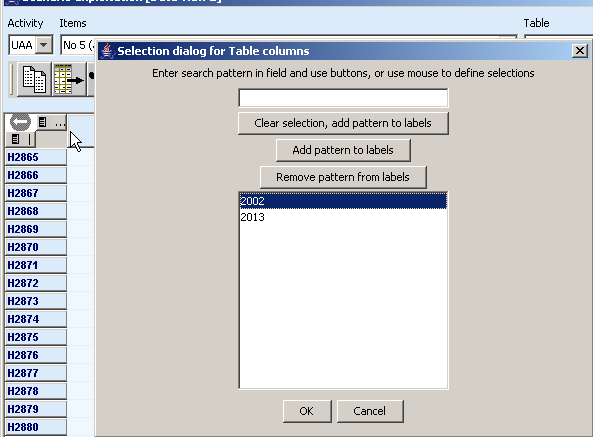 Activity Items Table
UAA No 5 (
Selection dialog for Table columns
Enter search pattern in field and use buttons, or use mouse to define selections
Clear selection, add pattern to labels
Add pattern to labels
Remove pattern from labels
2002
2013
OK Cancel
...
H2865
H2866
H2867
H2868
H2869
H2870
H2871
H2872
H2873
H2874
H2875
H2876
H2877
H2878
H2879
H2880